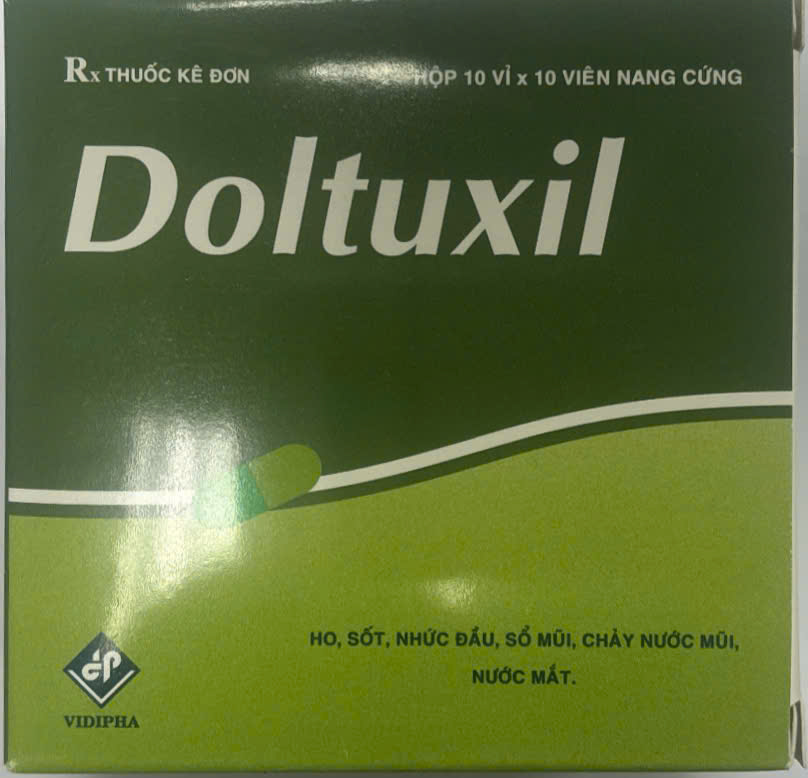 Rx THUỐC KÊ ĐƠN
HỘP 10 VỈ x 10 VIÊN NANG CỨNG
Doltuxil
HO, SỐT, NHỨC ĐẦU, SỔ MŨI, CHẢY NƯỚC MŨI,
NƯỚC MẮT.
VIDIPHA